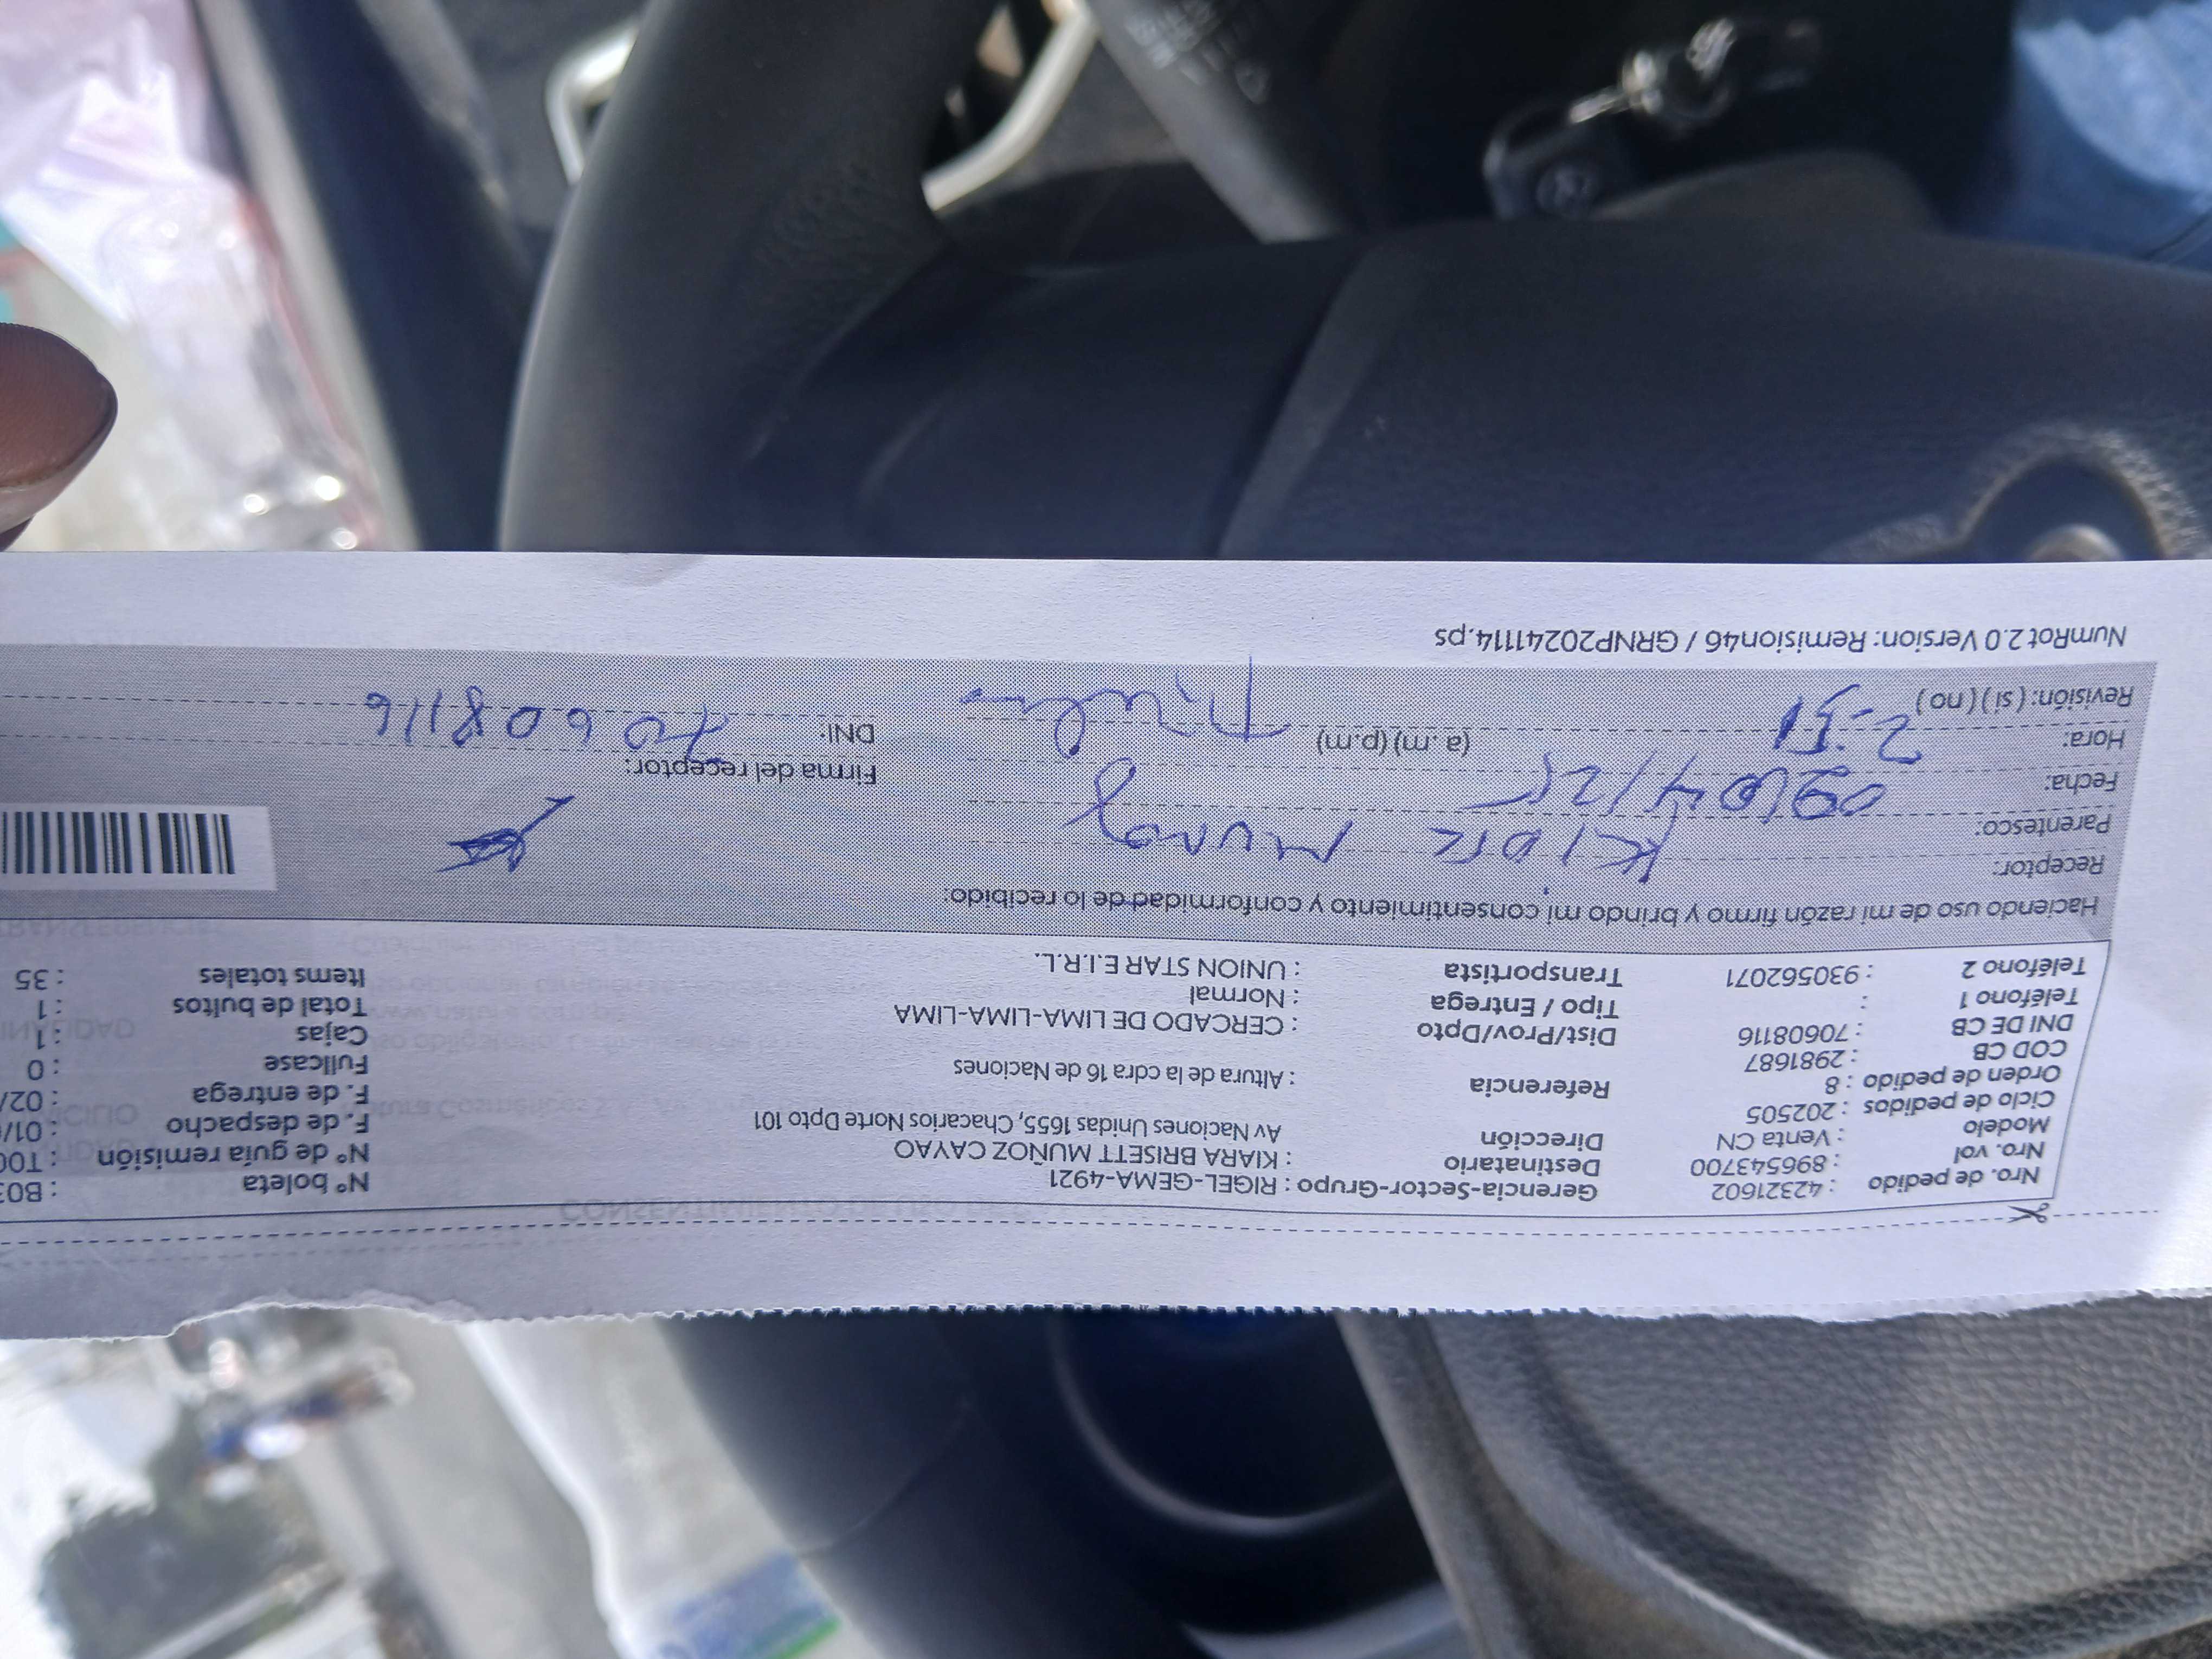 Nro. de pedido : 42321602 Gerencia-Sector-Grupo : RIGEL-GEMA-4921 N° boleta : B03
Nro. vol : 896543700 Destinatario : KIARA BRISETT MUÑOZ CAYAO N° de guía remisión : T00
Modelo : Venta CN Dirección Av Naciones Unidas 1655, Chacarios Norte Dpto 101 F. de despacho : 01/
Ciclo de pedidos : 202505 F. de entrega : 02/
Orden de pedido : 8 Referencia : Altura de la cdra 16 de Naciones Fullcase : 0
COD CB : 2981687 Cajas : 1
DNI DE CB : 70608116 Dist/Prov/Dpto : CERCADO DE LIMA-LIMA-LIMA Total de bultos : 1
Teléfono 1 : Tipo / Entrega : Normal Items totales : 35
Teléfono 2 : 930562071 Transportista : UNION STAR E.I.R.L.
Haciendo uso de mi razón firmo y brindo mi consentimiento y conformidad de lo recibido:
Receptor: Muñoz
Parentesco:
Fecha: /04/25 Firma del receptor:
Hora: 2:51 (a.m) (p.m) DNI: 70608116
Revisión: ( si ) ( no )
NumRot 2.0 Version: Remision46 / GRNP20241114.ps